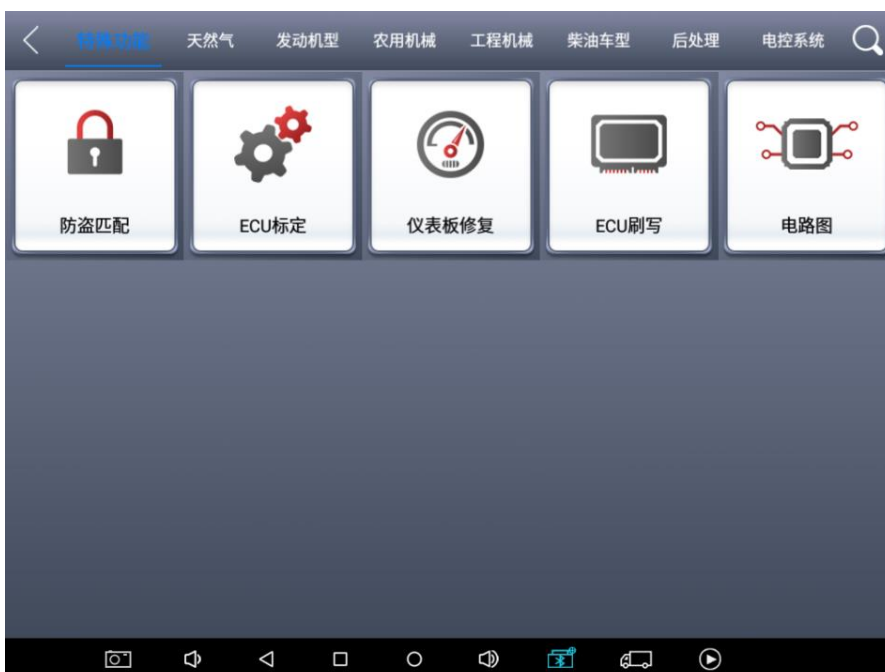 特殊功能 天然气 发动机型 农用机械 工程机械 柴油车型 后处理 电控系统
防盗匹配 ECU标定 仪表板修复 ECU刷写 电路图